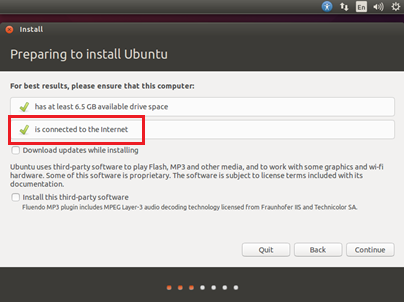 En
Install
Preparing to install Ubuntu
For best results, please ensure that this computer:
has at least 6.5 GB available drive space
is connected to the Internet
Download updates while installing
Ubuntu uses third-party software to play Flash, MP3 and other media, and to work with some graphics and wi-fi
hardware. Some of this software is proprietary. The software is subject to license terms included with its
documentation.
Install this third-party software
Fluendo MP3 plugin includes MPEG Layer-3 audio decoding technology licensed from Fraunhofer IIS and Technicolor SA.
Quit Back Continue